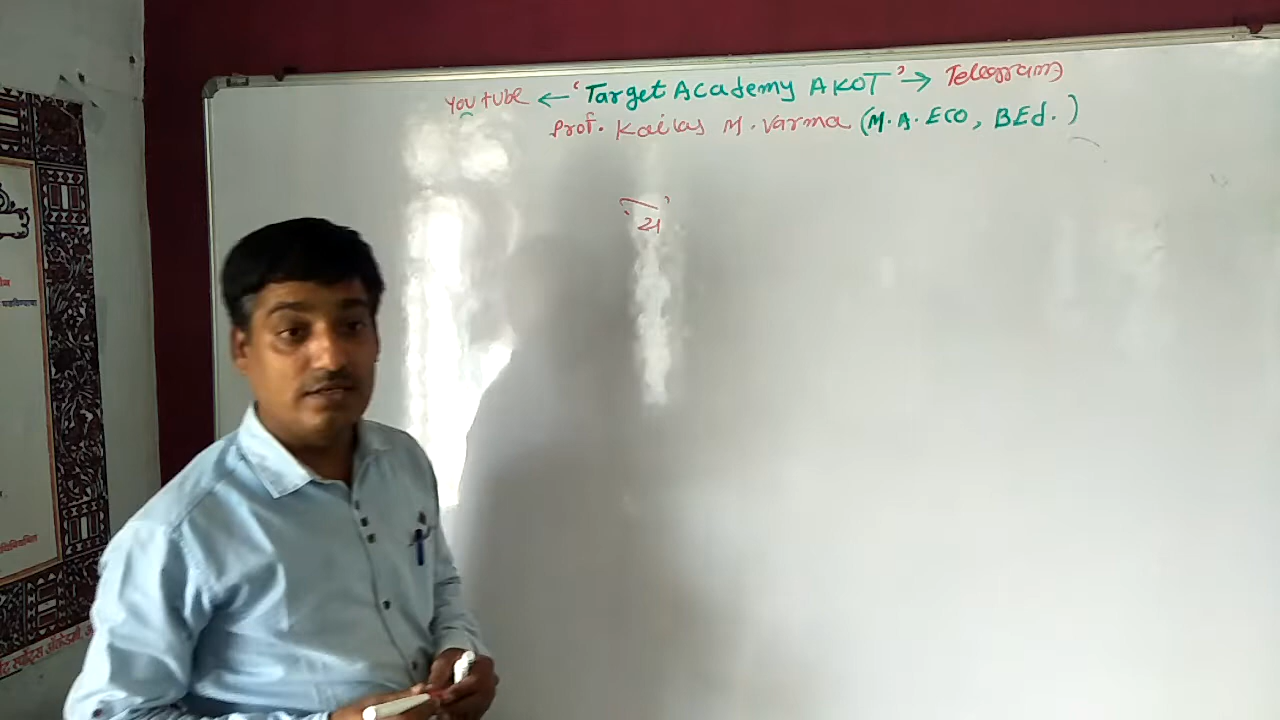 YouTube ← 'Target Academy AKOT' → Telegram
Prof. Kailas M. Varma (M.A. ECO, BEd.)